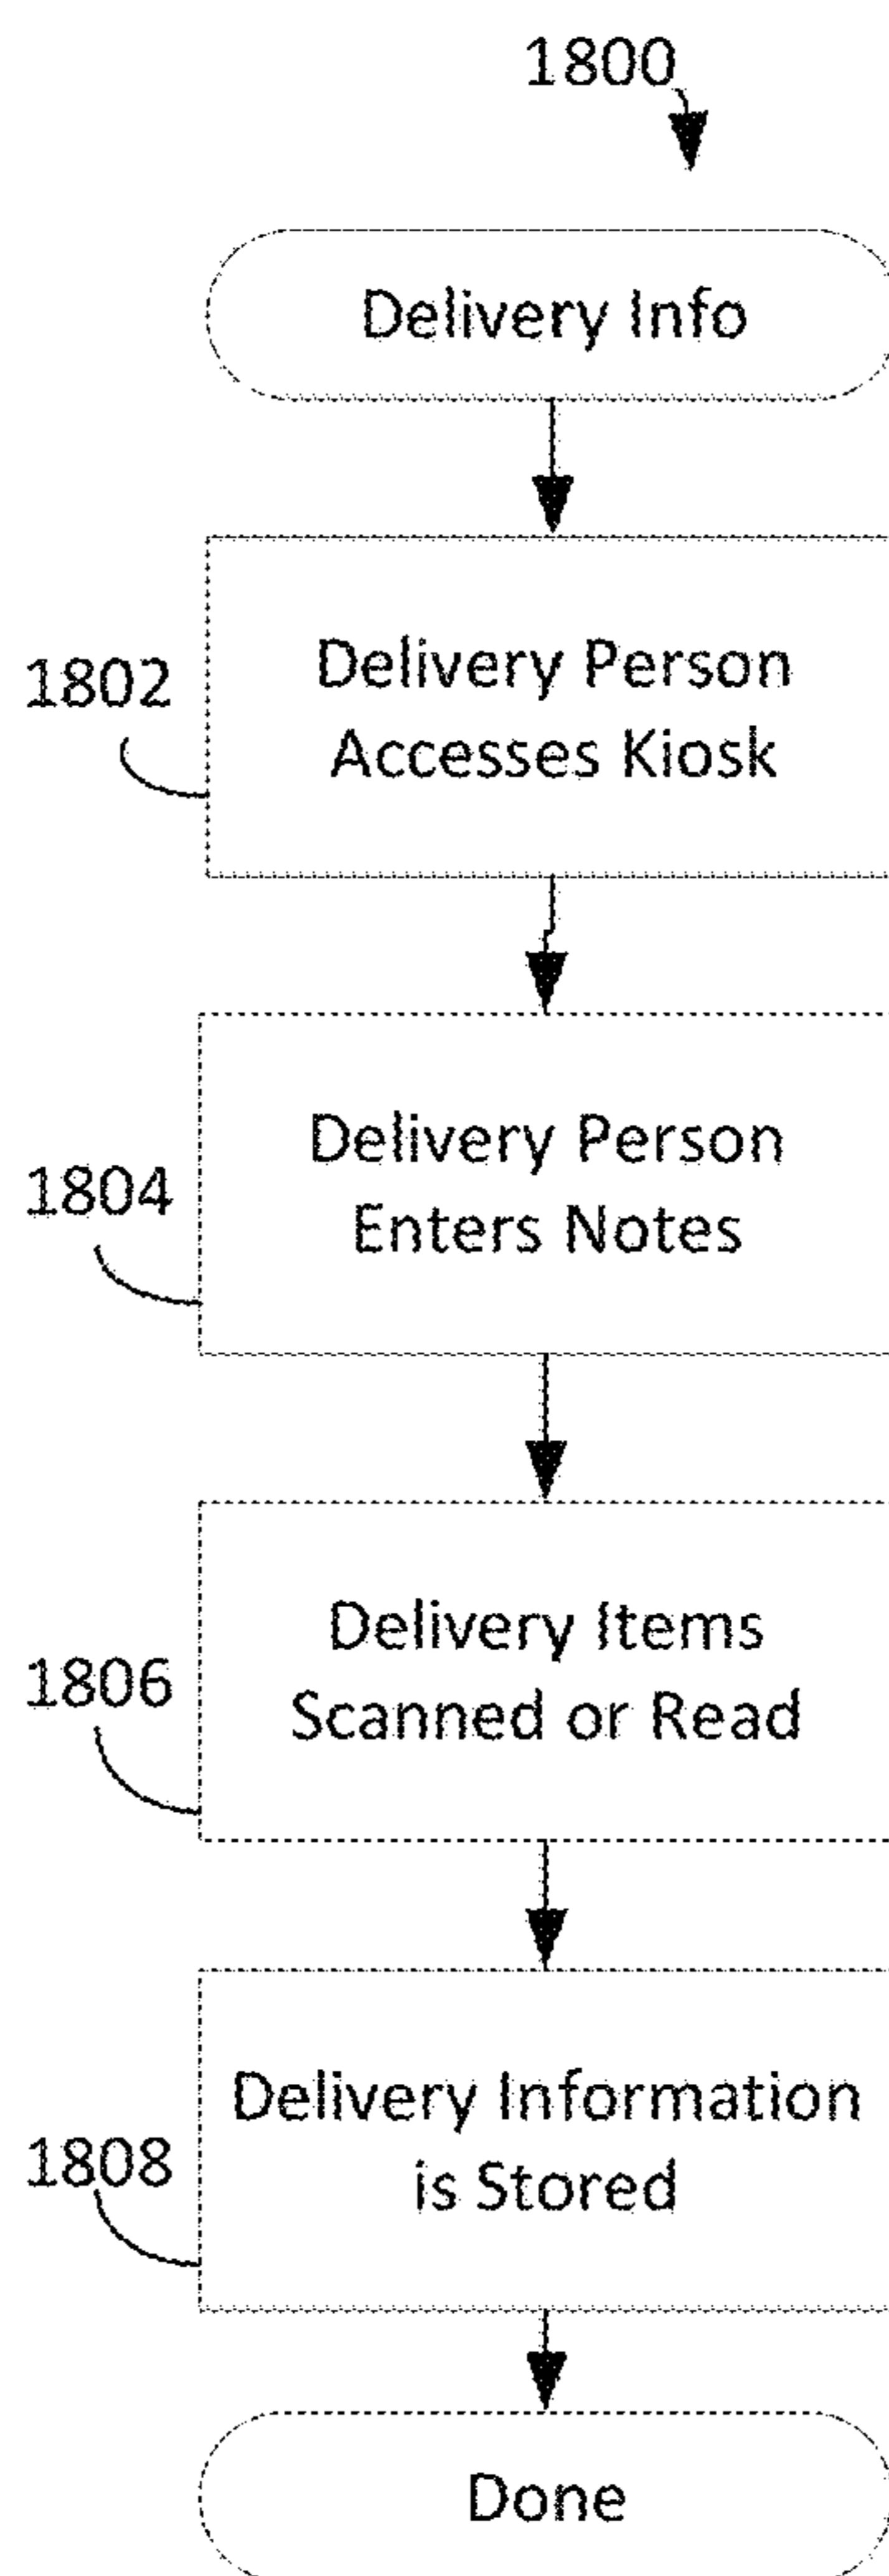 1800
Delivery Info
1802
Delivery Person
Accesses Kiosk
1804
Delivery Person
Enters Notes
1806
Delivery Items
Scanned or Read
1808
Delivery Information
is Stored
Done